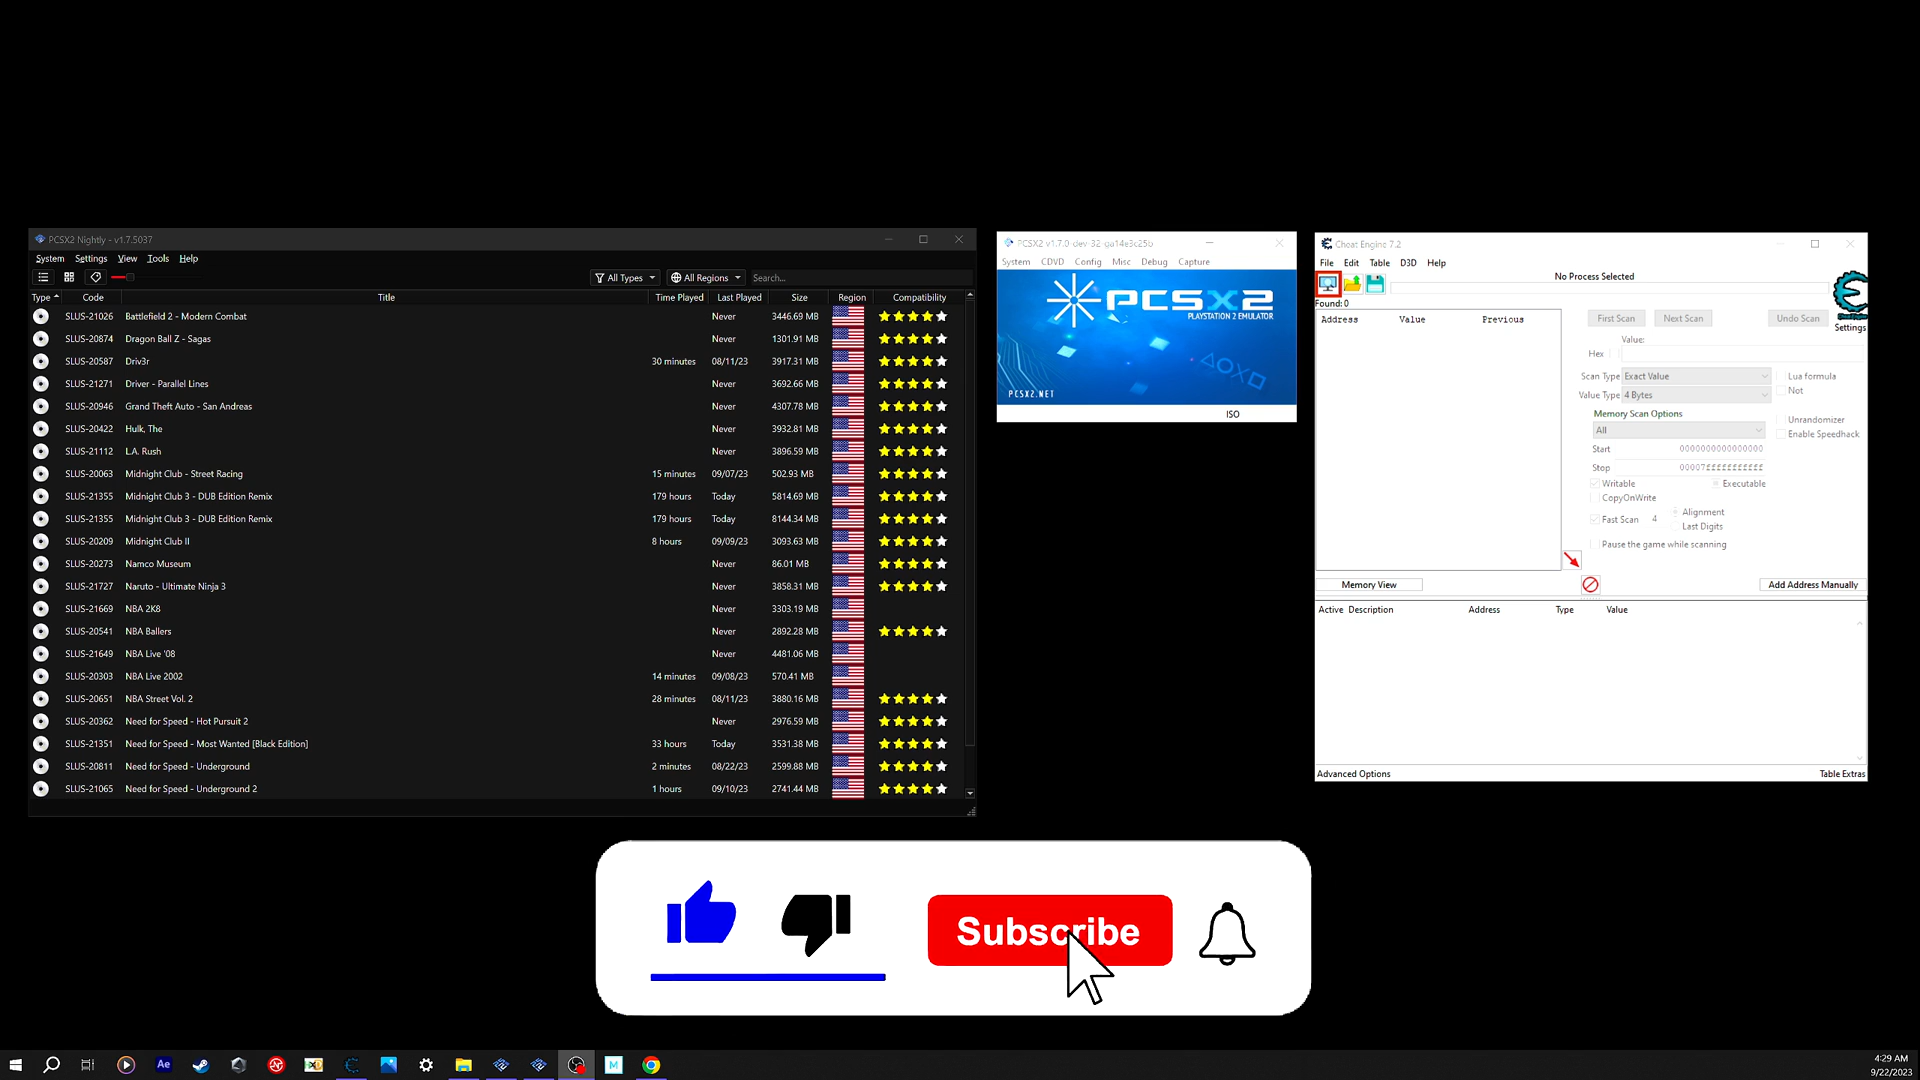 PCSX2 Nightly - v1.7.5037
System Settings View Tools Help
All Types All Regions Search...
Type Code Title Time Played Last Played Size Region Compatibility
SLUS-21026 Battlefield 2 - Modern Combat Never 3446.69 MB
SLUS-20874 Dragon Ball Z - Sagas Never 1301.91 MB
SLUS-20587 Driv3r 30 minutes 08/11/23 3917.31 MB
SLUS-21271 Driver - Parallel Lines Never 3692.66 MB
SLUS-20946 Grand Theft Auto - San Andreas Never 4307.78 MB
SLUS-20422 Hulk, The Never 3932.81 MB
SLUS-21112 L.A. Rush Never 3896.59 MB
SLUS-20063 Midnight Club - Street Racing 15 minutes 09/07/23 502.93 MB
SLUS-21355 Midnight Club 3 - DUB Edition Remix 179 hours Today 5814.69 MB
SLUS-21355 Midnight Club 3 - DUB Edition Remix 179 hours Today 8144.34 MB
SLUS-20209 Midnight Club II 8 hours 09/09/23 3093.63 MB
SLUS-20273 Namco Museum Never 86.01 MB
SLUS-21727 Naruto - Ultimate Ninja 3 Never 3858.31 MB
SLUS-21669 NBA 2K8 Never 3303.19 MB
SLUS-20541 NBA Ballers Never 2892.28 MB
SLUS-21649 NBA Live '08 Never 4481.06 MB
SLUS-20303 NBA Live 2002 14 minutes 09/08/23 570.41 MB
SLUS-20651 NBA Street Vol. 2 28 minutes 08/11/23 3880.16 MB
SLUS-20362 Need for Speed - Hot Pursuit 2 Never 2976.59 MB
SLUS-21351 Need for Speed - Most Wanted [Black Edition] 33 hours Today 3531.38 MB
SLUS-20811 Need for Speed - Underground 2 minutes 08/22/23 2599.88 MB
SLUS-21065 Need for Speed - Underground 2 1 hours 09/10/23 2741.44 MB
PCSX2 v1.7.0-dev-32-ga14e3c25b
System CDVD Config Misc Debug Capture
PCSX2
PLAYSTATION 2 EMULATOR
PCSX2.NET
ISO
Cheat Engine 7.2
File Edit Table D3D Help
No Process Selected
Found: 0
Address Value Previous
First Scan Next Scan Undo Scan
Settings
Value:
Hex
Scan Type Exact Value Lua formula
Not
Value Type 4 Bytes
Memory Scan Options
All
Unrandomizer
Enable Speedhack
Start 0000000000000000
Stop 00007fffffffffff
Writable Executable
CopyOnWrite
Fast Scan 4 Alignment
Last Digits
Pause the game while scanning
Memory View Add Address Manually
Active Description Address Type Value
Advanced Options Table Extras
Subscribe
Ae
M
4:29 AM
9/22/2023